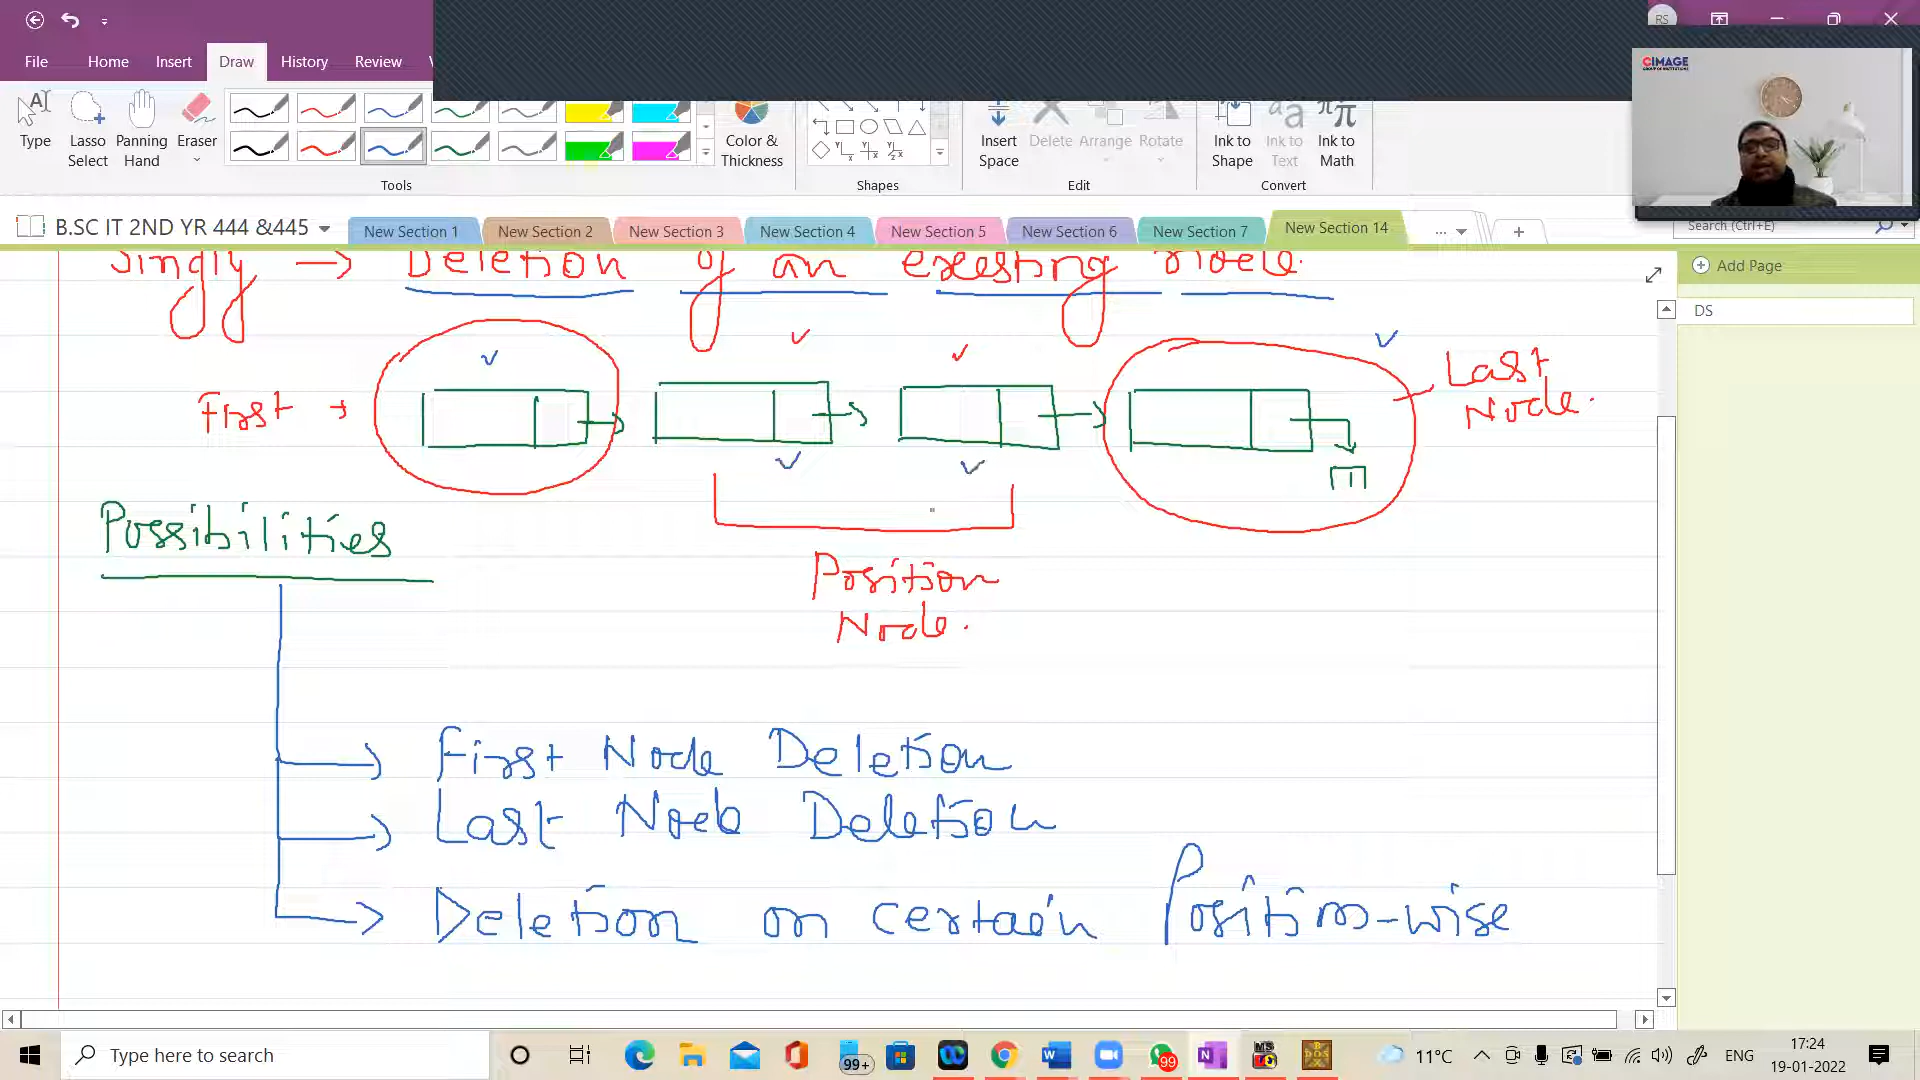 RS
File Home Insert Draw History Review
CIMAGE
Type
Lasso Select
Panning Hand
Eraser
Color & Thickness
Insert Space
Delete
Arrange
Rotate
Ink to Shape
Ink to Text
Ink to Math
Tools
Shapes
Edit
Convert
B.SC IT 2ND YR 444 &445
New Section 1 New Section 2 New Section 3 New Section 4 New Section 5 New Section 6 New Section 7 New Section 14 ...
Search (Ctrl+E)
Add Page
DS
Singly → Deletion of an existing node.
First →
Last
Node.
Possibilities
Position
Node.
First Node Deletion
Last Node Deletion
Deletion on certain Position-wise
Type here to search
99+
99
11°C
ENG
17:24
19-01-2022